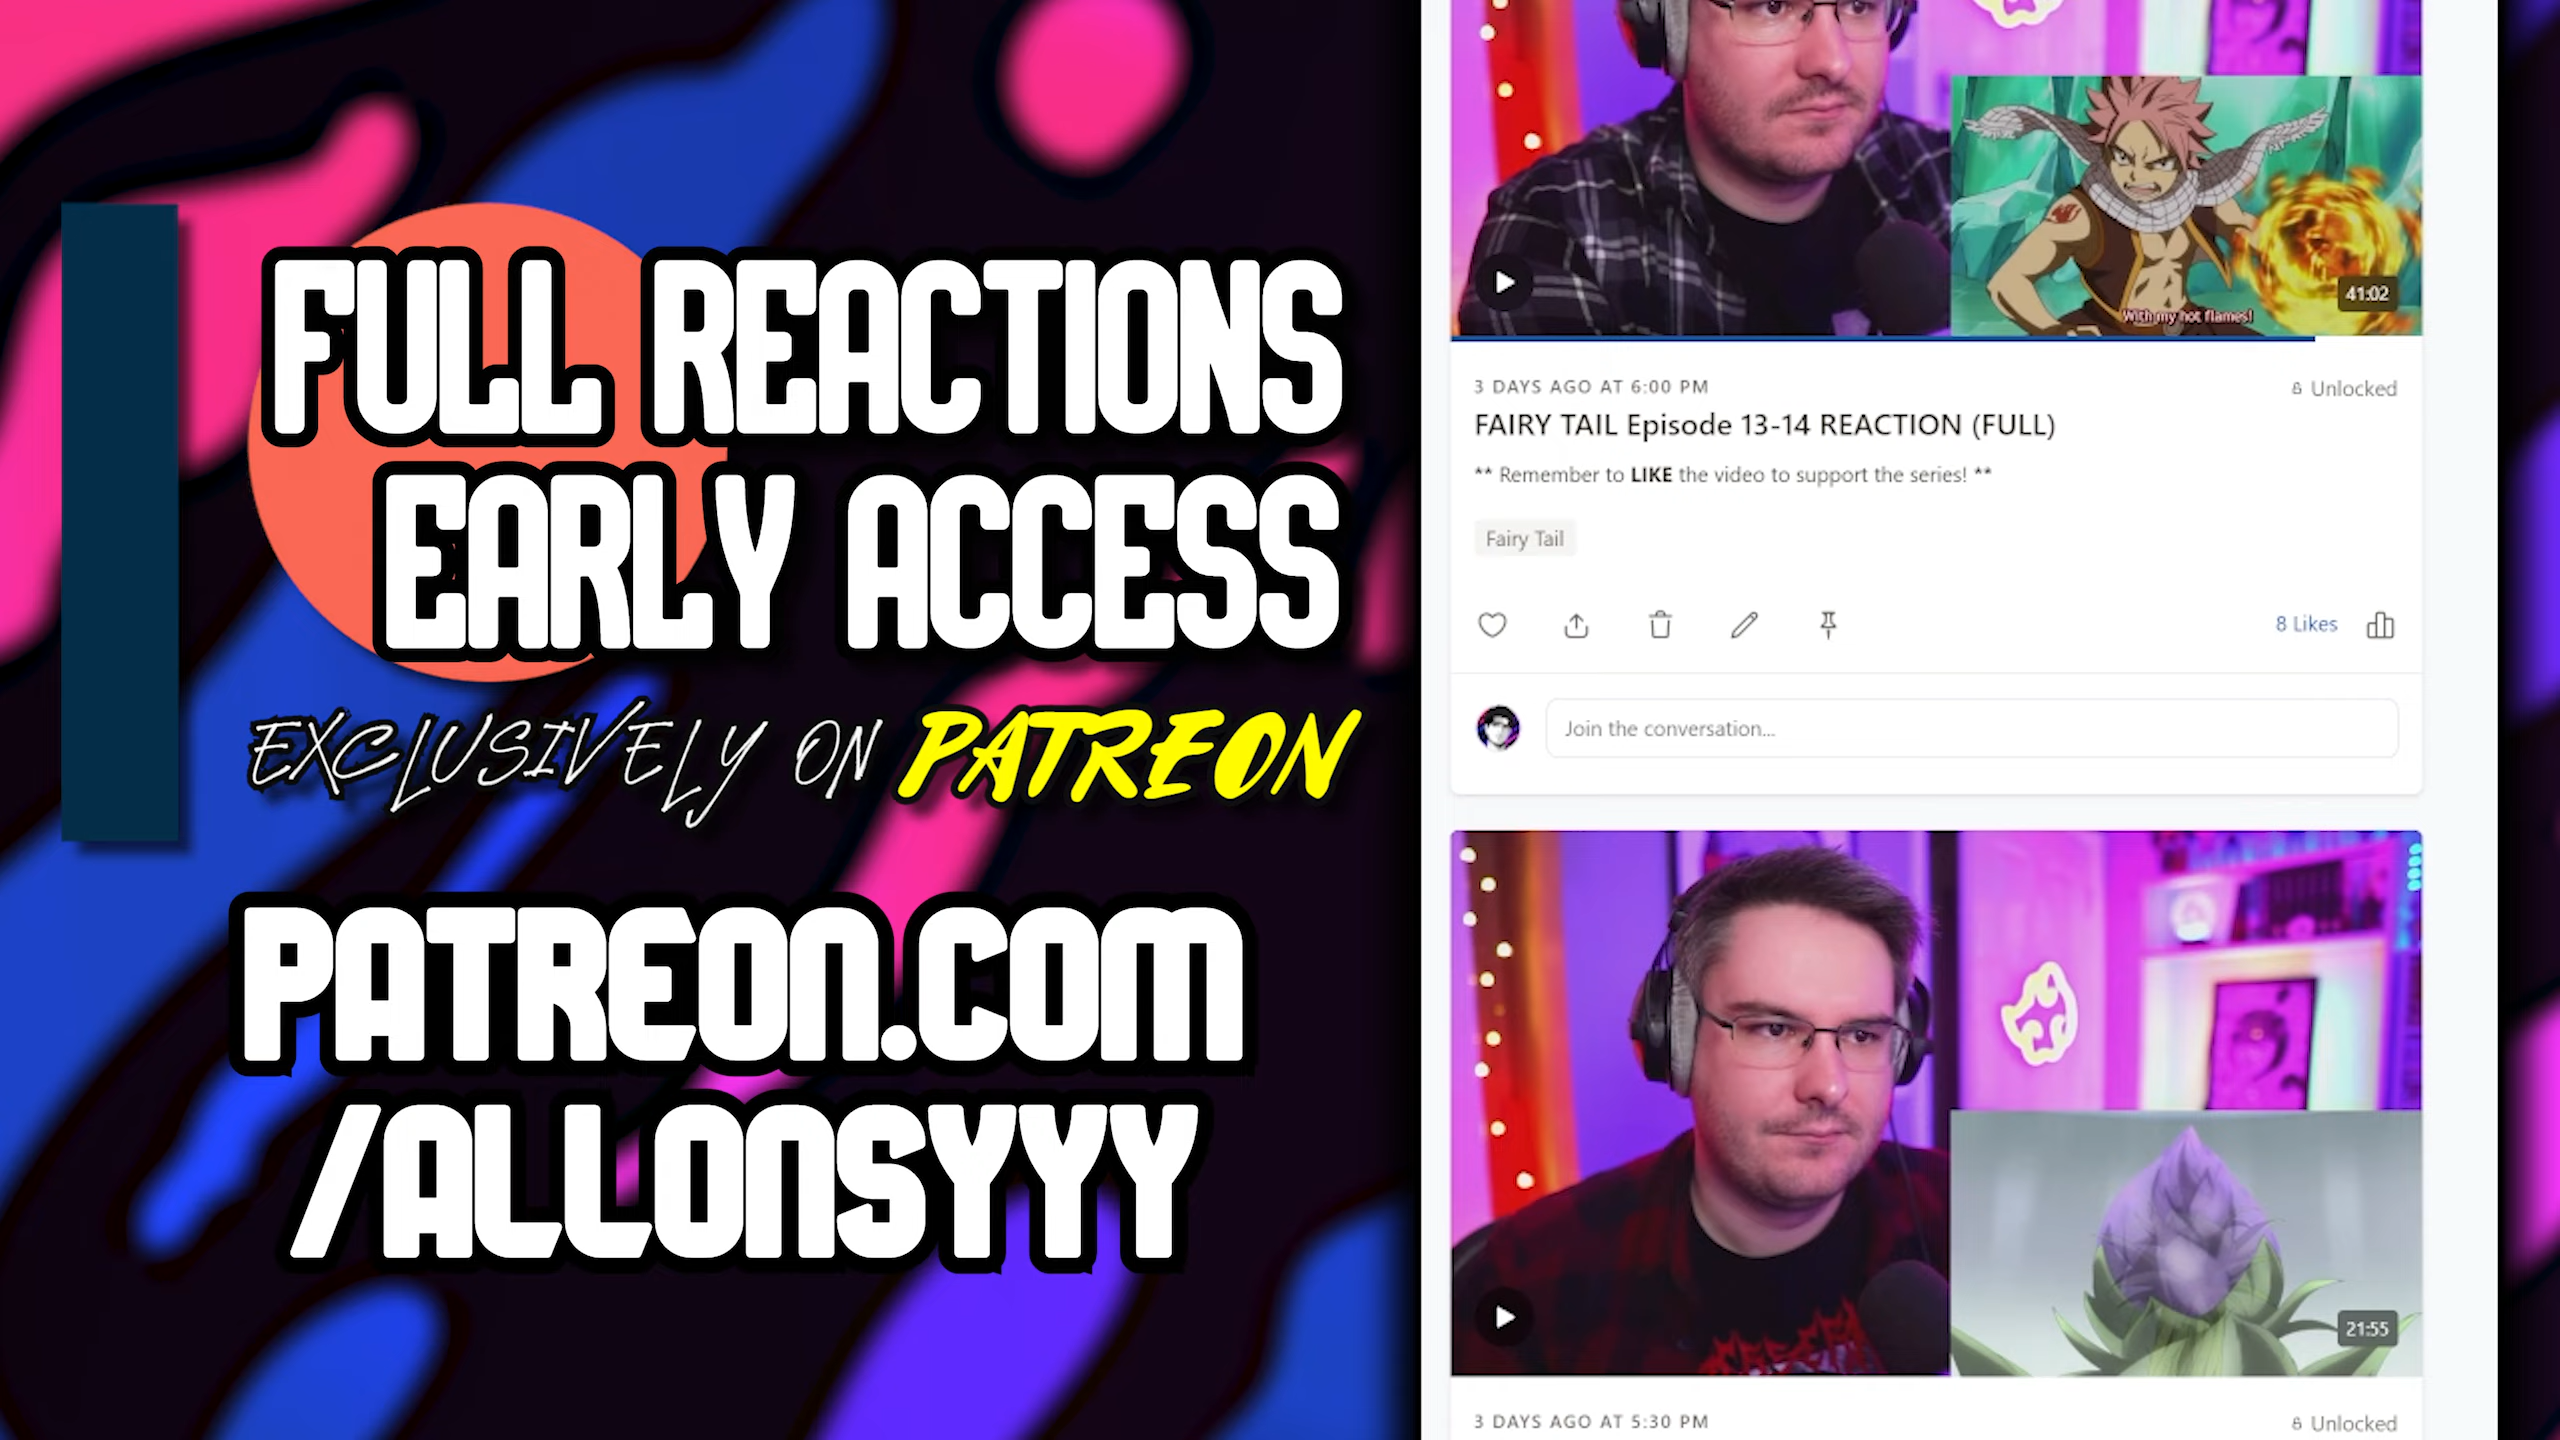 FULL REACTIONS
EARLY ACCESS
EXCLUSIVELY ON PATREON
PATREON.COM
/ALLONSYYY
With my hot flames!
41:02
3 DAYS AGO AT 6:00 PM
Unlocked
FAIRY TAIL Episode 13-14 REACTION (FULL)
** Remember to LIKE the video to support the series! **
Fairy Tail
8 Likes
Join the conversation...
21:55
3 DAYS AGO AT 5:30 PM
Unlocked